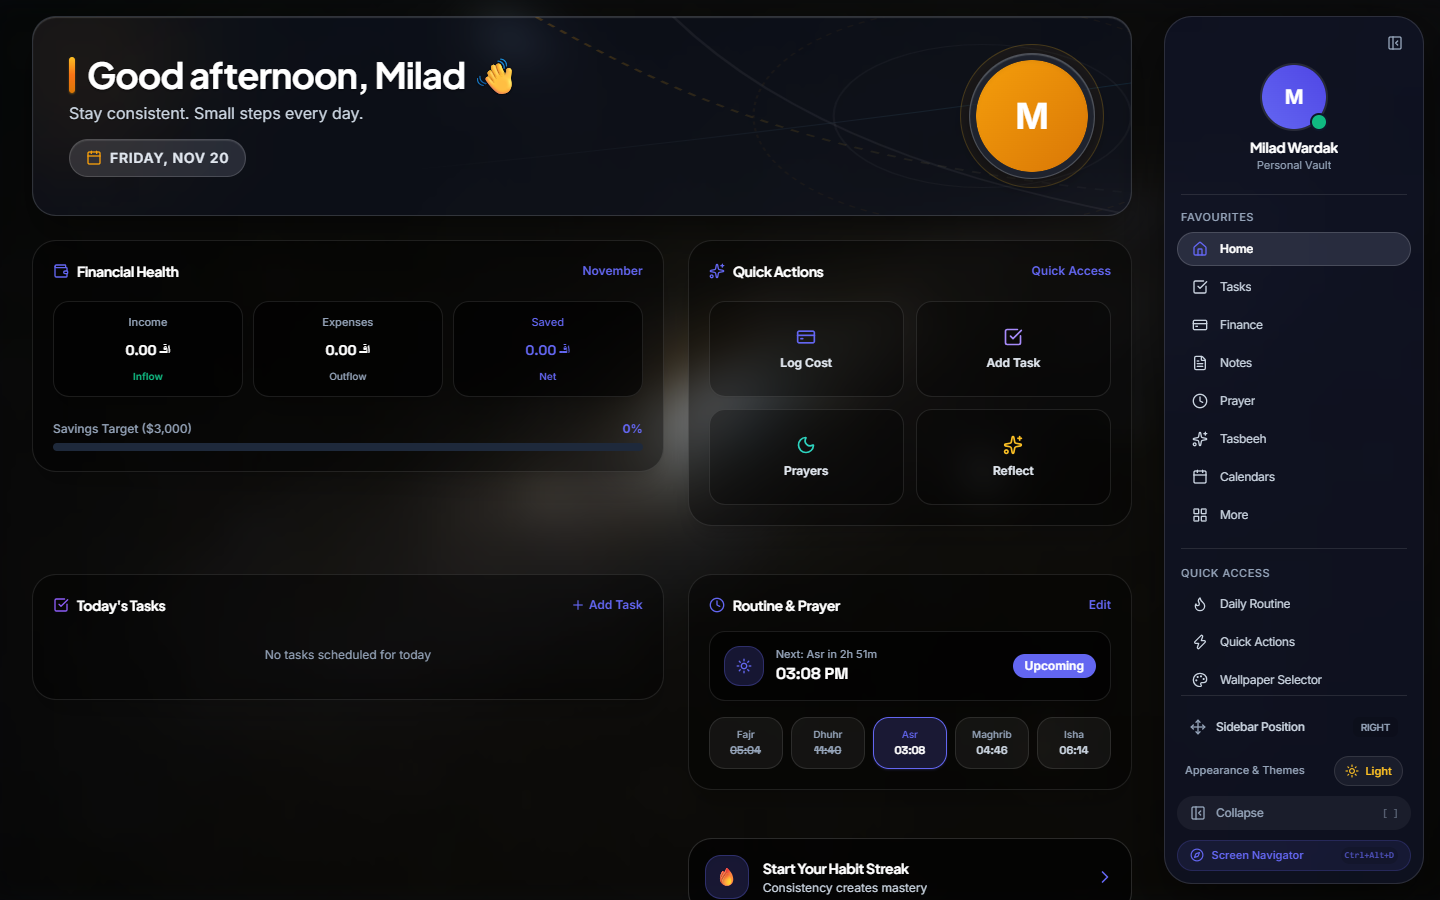 Good afternoon, Milad 👋
Stay consistent. Small steps every day.
FRIDAY, NOV 20
M
Financial Health
November
Income
0.00
Inflow
Expenses
0.00
Outflow
Saved
0.00
Net
Savings Target ($3,000)
0%
Quick Actions
Quick Access
Log Cost
Add Task
Prayers
Reflect
Today's Tasks
+ Add Task
No tasks scheduled for today
Routine & Prayer
Edit
Next: Asr in 2h 51m
03:08 PM
Upcoming
Fajr
05:04
Dhuhr
11:40
Asr
03:08
Maghrib
04:46
Isha
06:14
Start Your Habit Streak
Consistency creates mastery
M
Milad Wardak
Personal Vault
FAVOURITES
Home
Tasks
Finance
Notes
Prayer
Tasbeeh
Calendars
More
QUICK ACCESS
Daily Routine
Quick Actions
Wallpaper Selector
Sidebar Position
RIGHT
Appearance & Themes
Light
Collapse
[ ]
Screen Navigator
Ctrl+Alt+D